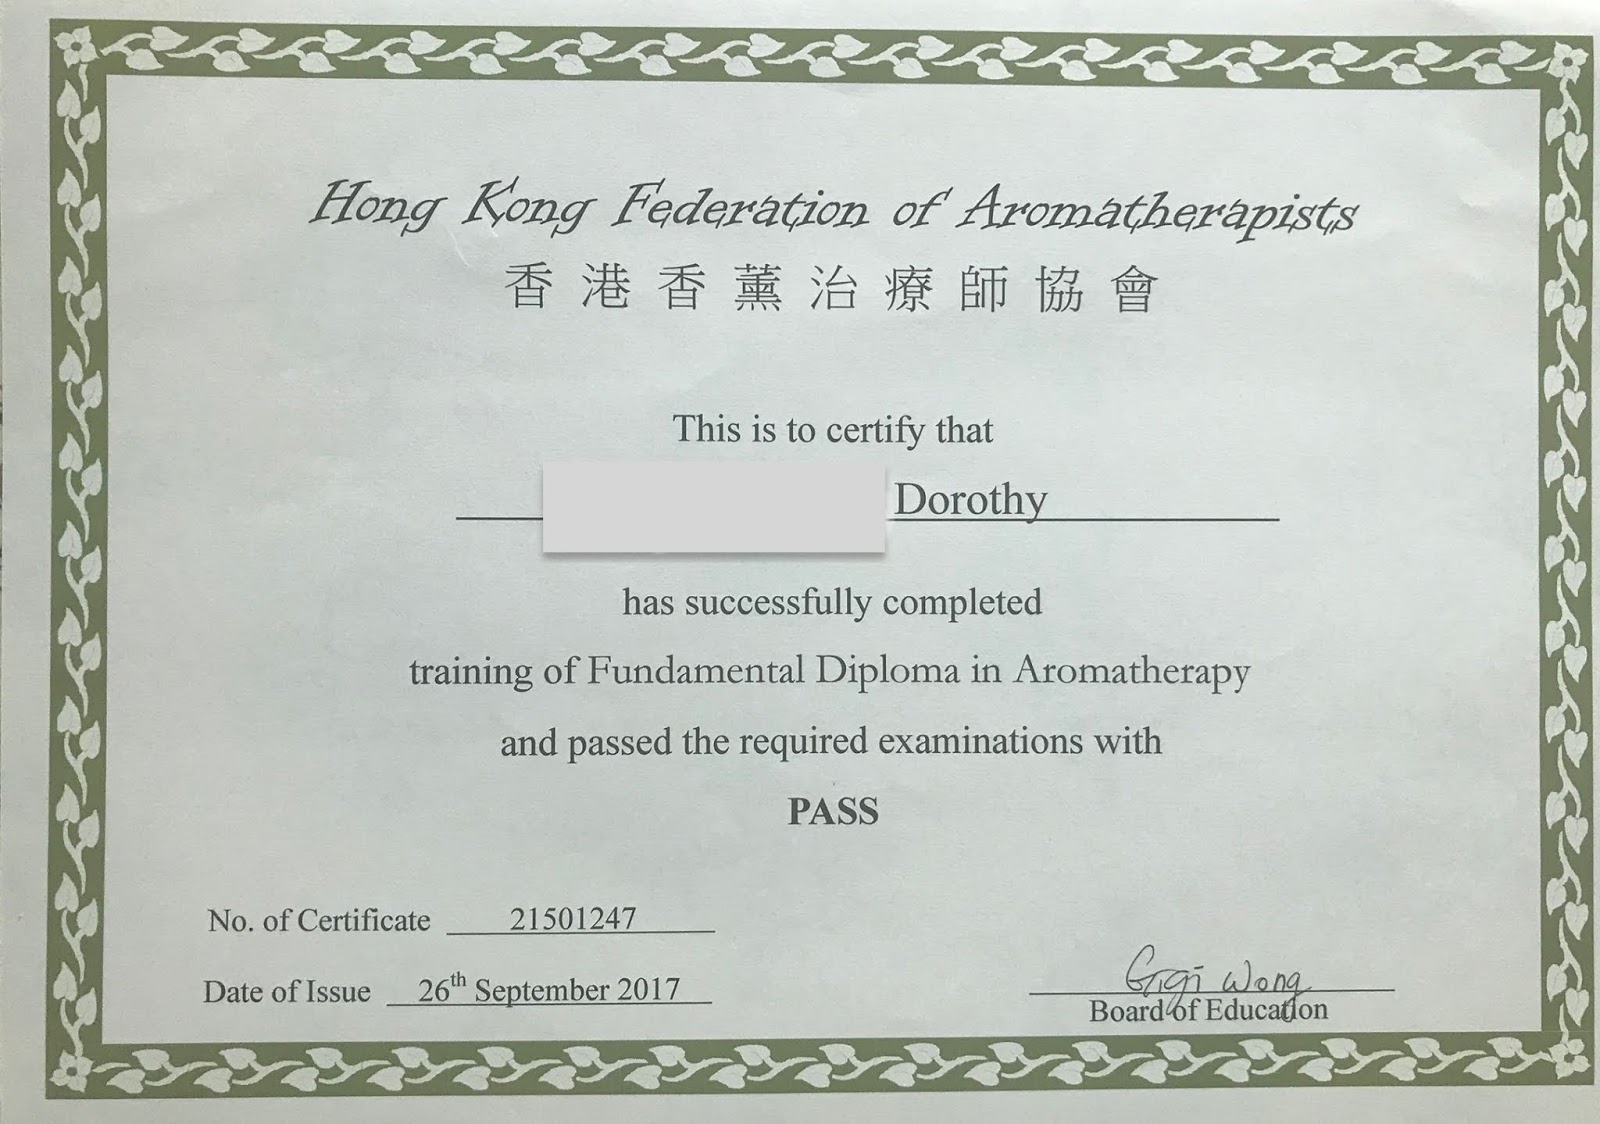 Hong Kong Federation of Aromatherapists
香港香薰治療師協會
This is to certify that
Dorothy
has successfully completed
training of Fundamental Diploma in Aromatherapy
and passed the required examinations with
PASS
No. of Certificate 21501247
Date of Issue 26th September 2017
Gigi Wong
Board of Education